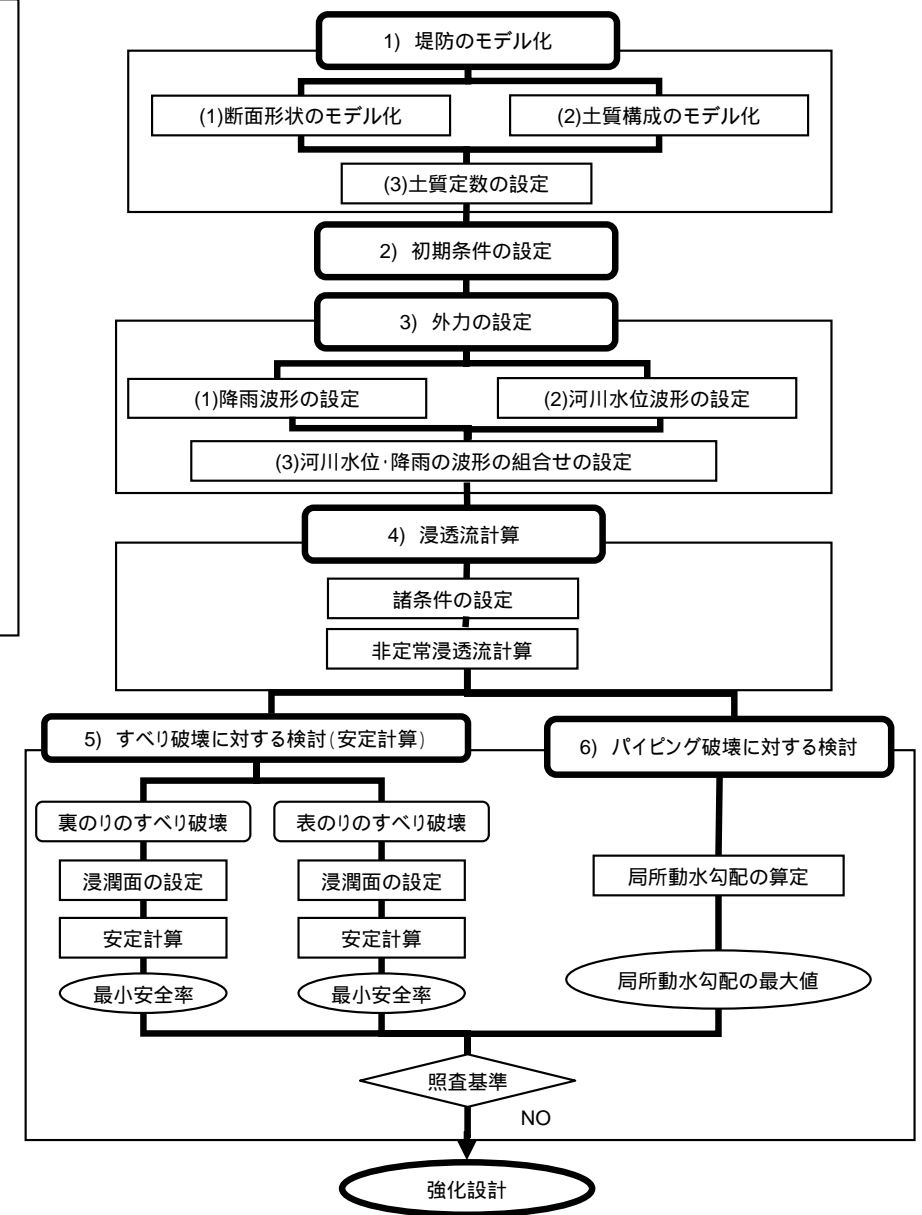 1) 堤防のモデル化
(1)断面形状のモデル化
(2)土質構成のモデル化
(3)土質定数の設定
2) 初期条件の設定
3) 外力の設定
(1)降雨波形の設定
(2)河川水位波形の設定
(3)河川水位･降雨の波形の組合せの設定
4) 浸透流計算
諸条件の設定
非定常浸透流計算
5) すべり破壊に対する検討(安定計算)
6) パイピング破壊に対する検討
裏のりのすべり破壊
表のりのすべり破壊
浸潤面の設定
浸潤面の設定
局所動水勾配の算定
安定計算
安定計算
最小安全率
最小安全率
局所動水勾配の最大値
照査基準
NO
強化設計